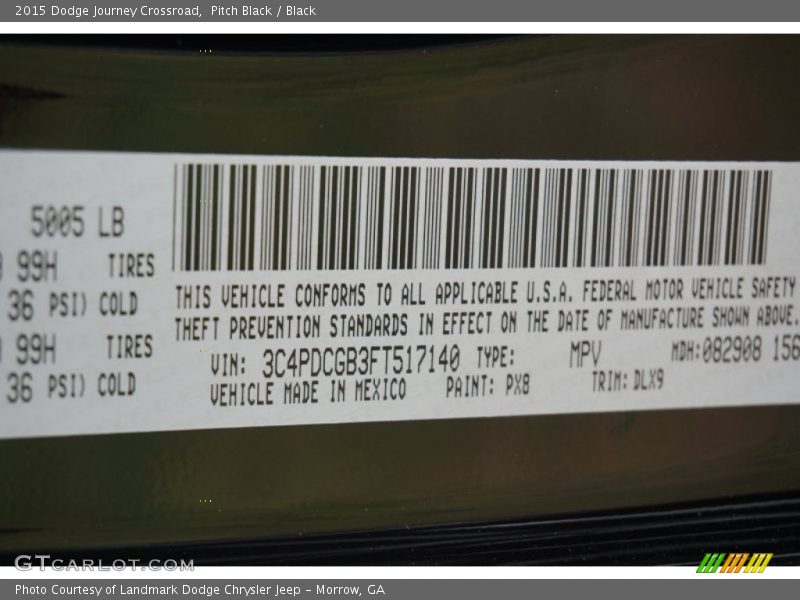 2015 Dodge Journey Crossroad, Pitch Black / Black
5005 LB
99H TIRES
36 PSI) COLD
99H TIRES
36 PSI) COLD
THIS VEHICLE CONFORMS TO ALL APPLICABLE U.S.A. FEDERAL MOTOR VEHICLE SAFETY
THEFT PREVENTION STANDARDS IN EFFECT ON THE DATE OF MANUFACTURE SHOWN ABOVE.
VIN: 3C4PDCGB3FT517140 TYPE: MPV MDH:082908 156
VEHICLE MADE IN MEXICO PAINT: PX8 TRIM: DLX9
GTCARLOT.COM
Photo Courtesy of Landmark Dodge Chrysler Jeep – Morrow, GA